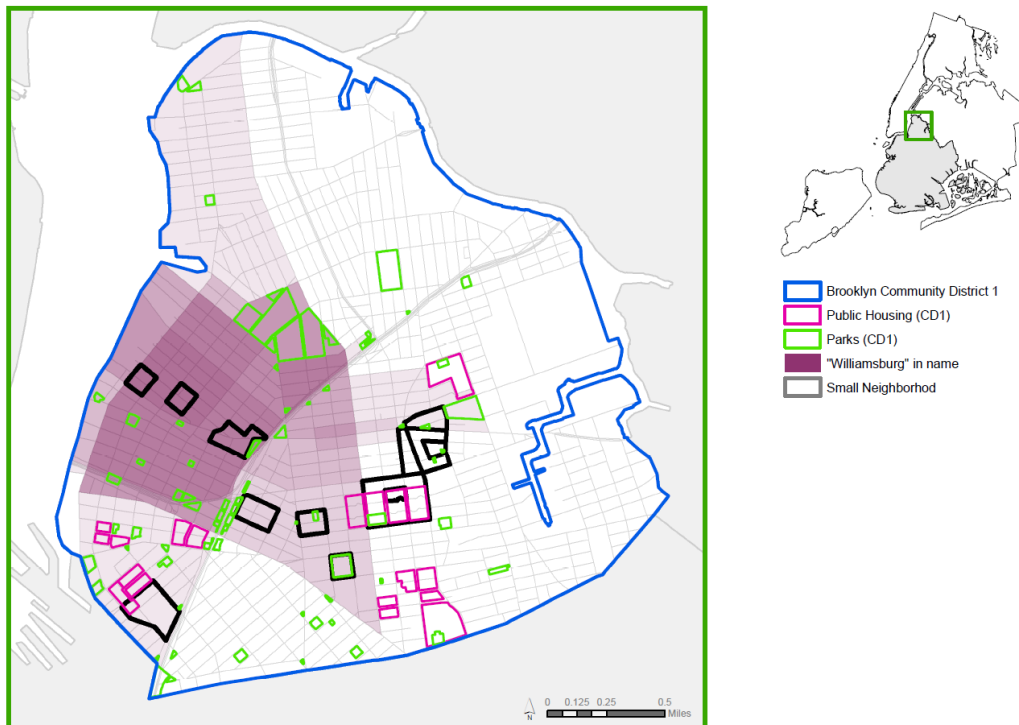 Brooklyn Community District 1
Public Housing (CD1)
Parks (CD1)
"Williamsburg" in name
Small Neighborhod
N
0 0.125 0.25 0.5
Miles